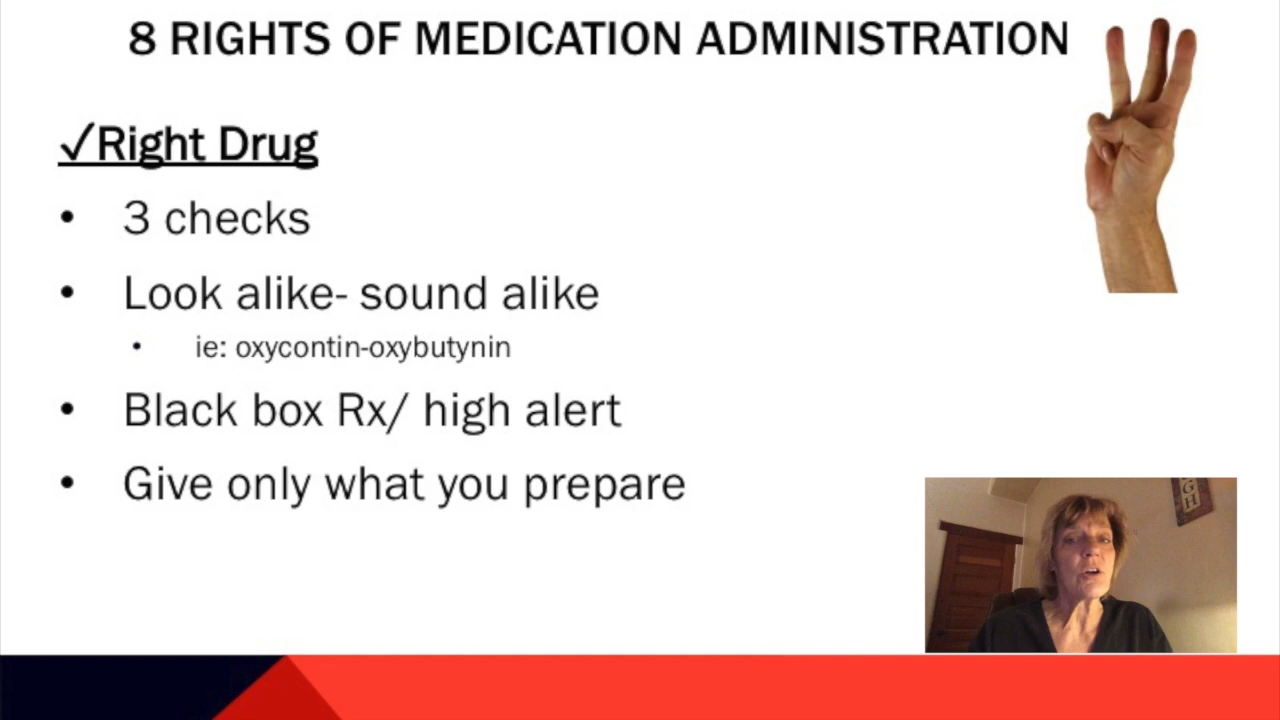 8 RIGHTS OF MEDICATION ADMINISTRATION
✓Right Drug
• 3 checks
• Look alike- sound alike
• ie: oxycontin-oxybutynin
• Black box Rx/ high alert
• Give only what you prepare
GH